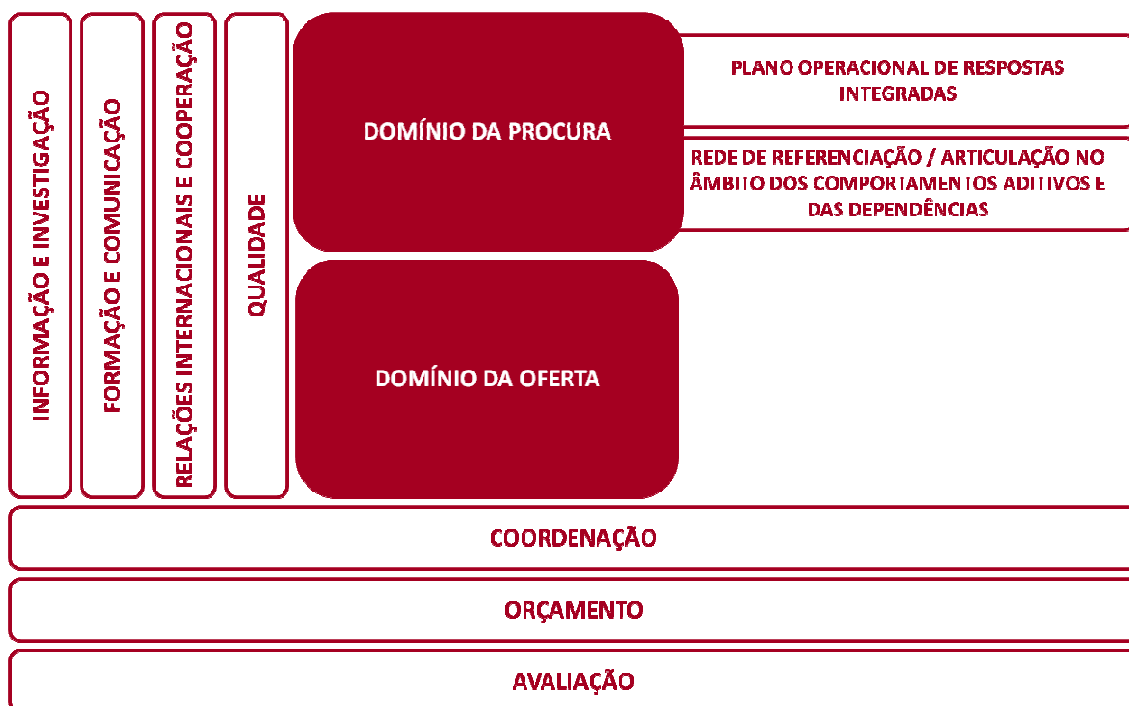 INFORMAÇÃO E INVESTIGAÇÃO
FORMAÇÃO E COMUNICAÇÃO
RELAÇÕES INTERNACIONAIS E COOPERAÇÃO
QUALIDADE
DOMÍNIO DA PROCURA
PLANO OPERACIONAL DE RESPOSTAS
INTEGRADAS
REDE DE REFERENCIAÇÃO / ARTICULAÇÃO NO
ÂMBITO DOS COMPORTAMENTOS ADITIVOS E
DAS DEPENDÊNCIAS
DOMÍNIO DA OFERTA
COORDENAÇÃO
ORÇAMENTO
AVALIAÇÃO